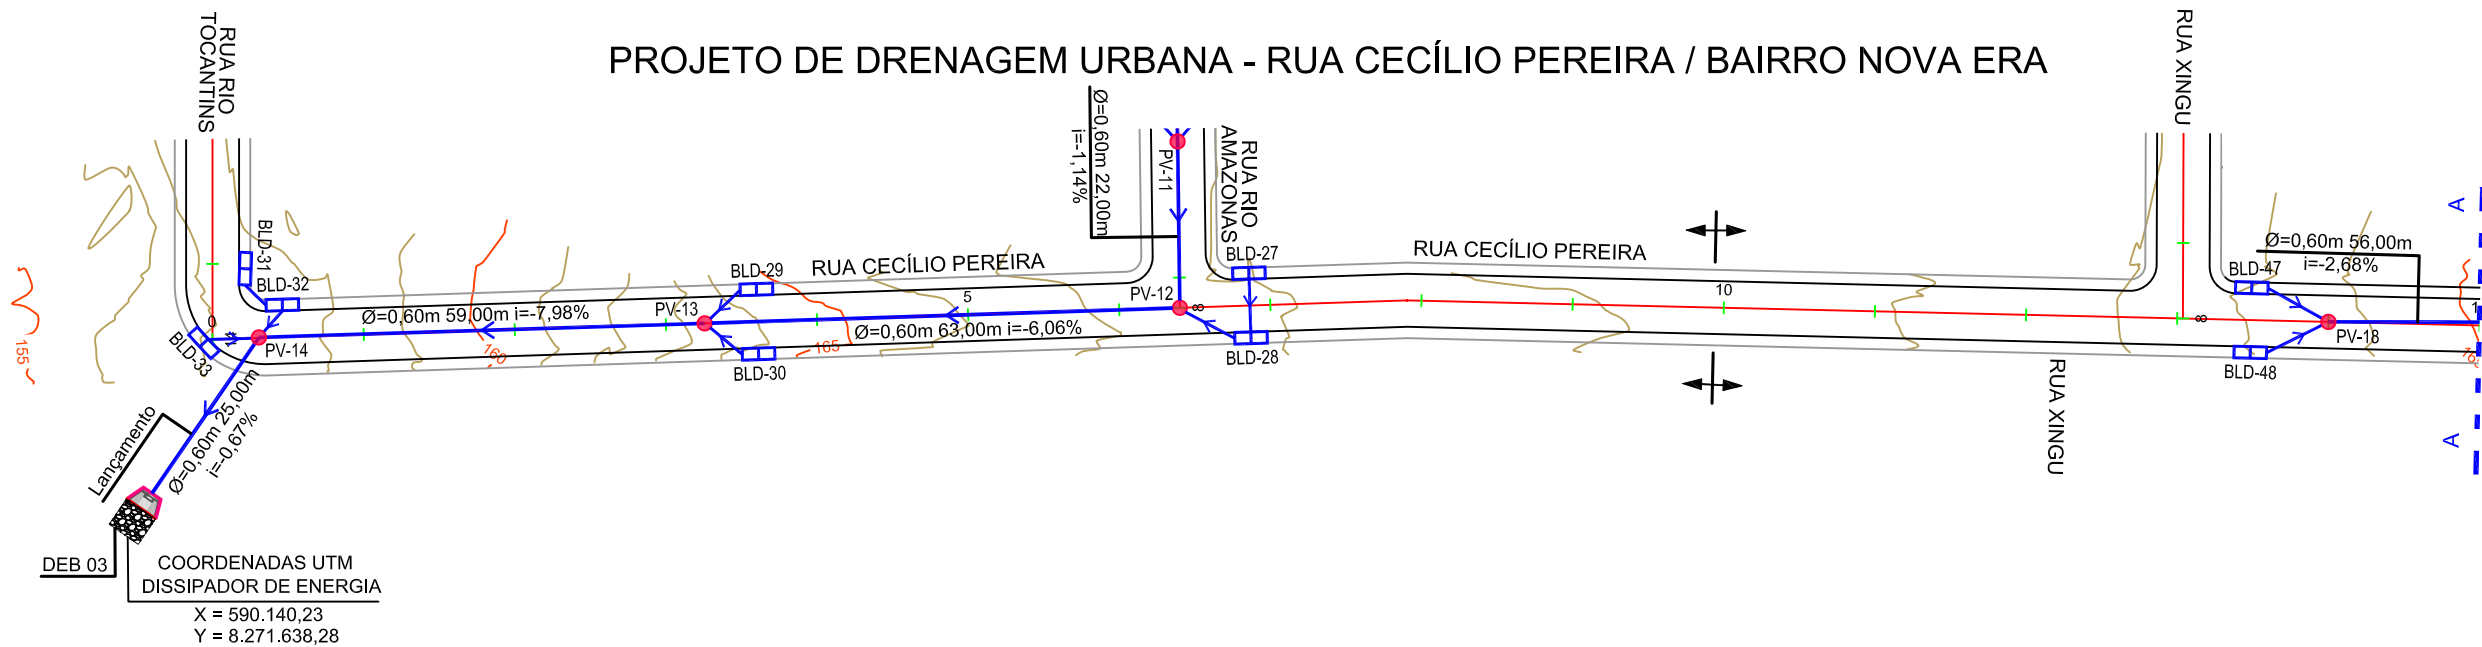 PROJETO DE DRENAGEM URBANA - RUA CECÍLIO PEREIRA / BAIRRO NOVA ERA
RUA RIO
TOCANTINS
RUA XINGU
Ø=0,60m 22,00m
i=-1,14%
PV-11
RUA RIO
AMAZONAS
BLD-31
BLD-32
BLD-29
RUA CECÍLIO PEREIRA
BLD-27
RUA CECÍLIO PEREIRA
Ø=0,60m 56,00m
i=-2,68%
BLD-47
A
0
Ø=0,60m 59,00m i=-7,98%
PV-13
5
PV-12
8
10
8
1
BLD-33
PV-14
160
165
Ø=0,60m 63,00m i=-6,06%
BLD-30
BLD-28
PV-18
BLD-48
155
RUA XINGU
A
Lançamento
Ø=0,60m 25,00m
i=-0,67%
DEB 03
COORDENADAS UTM
DISSIPADOR DE ENERGIA
X = 590.140,23
Y = 8.271.638,28